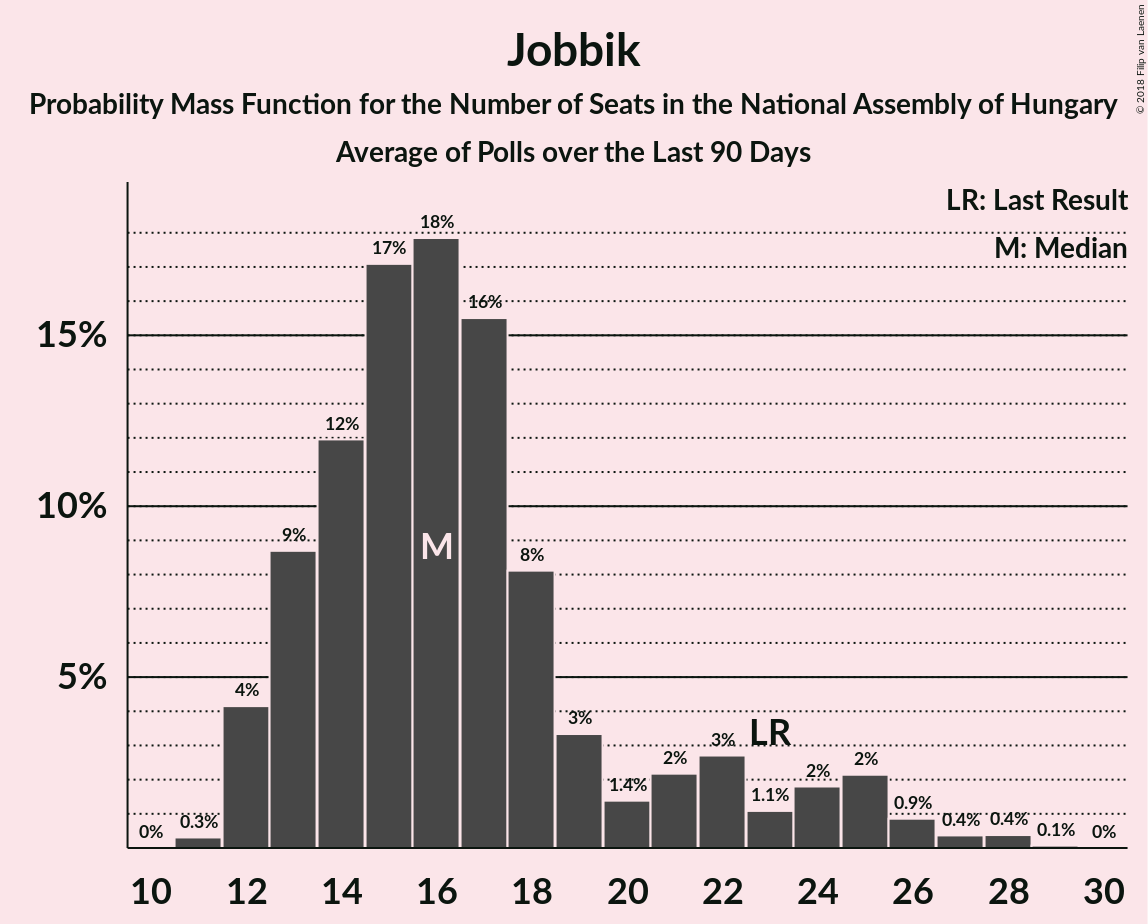 Jobbik
Probability Mass Function for the Number of Seats in the National Assembly of Hungary
Average of Polls over the Last 90 Days
© 2018 Filip van Laenen
LR: Last Result
M: Median
15%
10%
5%
0%
0.3%
4%
9%
12%
17%
18%
16%
8%
3%
1.4%
2%
3%
1.1%
2%
2%
0.9%
0.4%
0.4%
0.1%
0%
M
LR
10 12 14 16 18 20 22 24 26 28 30